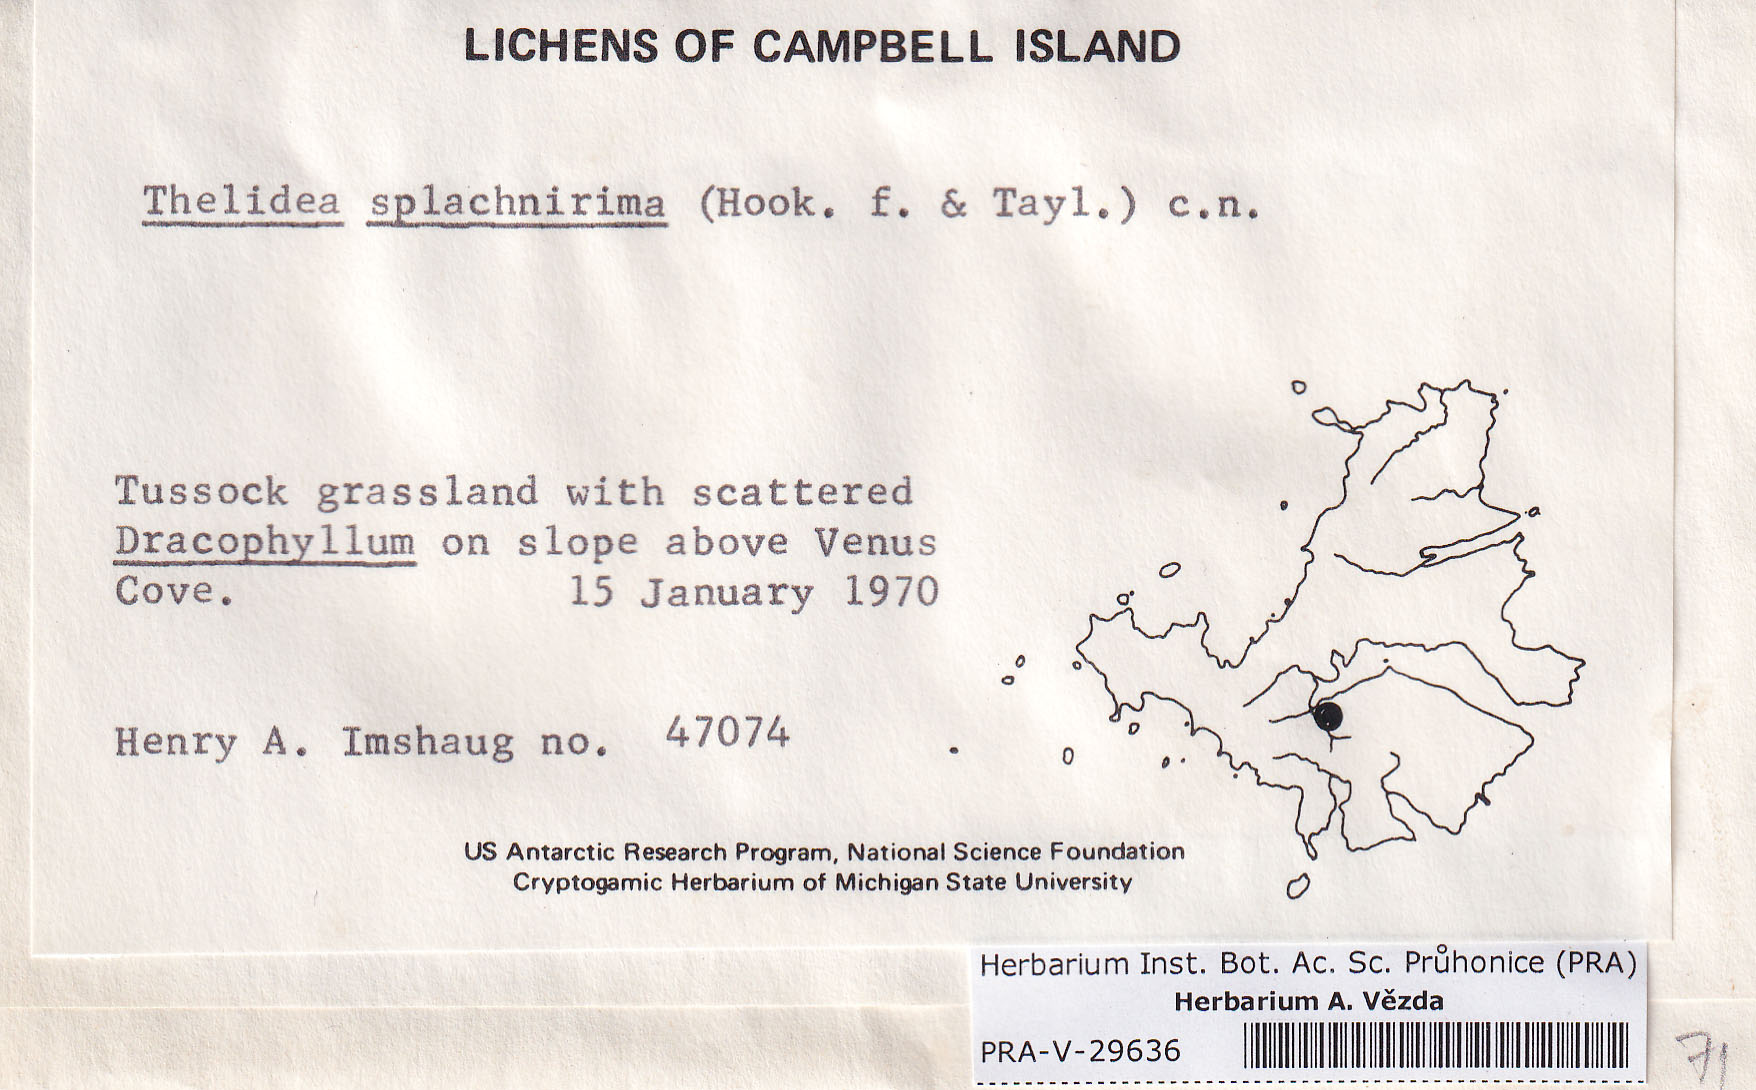 LICHENS OF CAMPBELL ISLAND
Thelidea splachnirima (Hook. f. & Tayl.) c.n.
Tussock grassland with scattered
Dracophyllum on slope above Venus
Cove. 15 January 1970
Henry A. Imshaug no. 47074
US Antarctic Research Program, National Science Foundation
Cryptogamic Herbarium of Michigan State University
Herbarium Inst. Bot. Ac. Sc. Průhonice (PRA)
Herbarium A. Vězda
PRA-V-29636
71